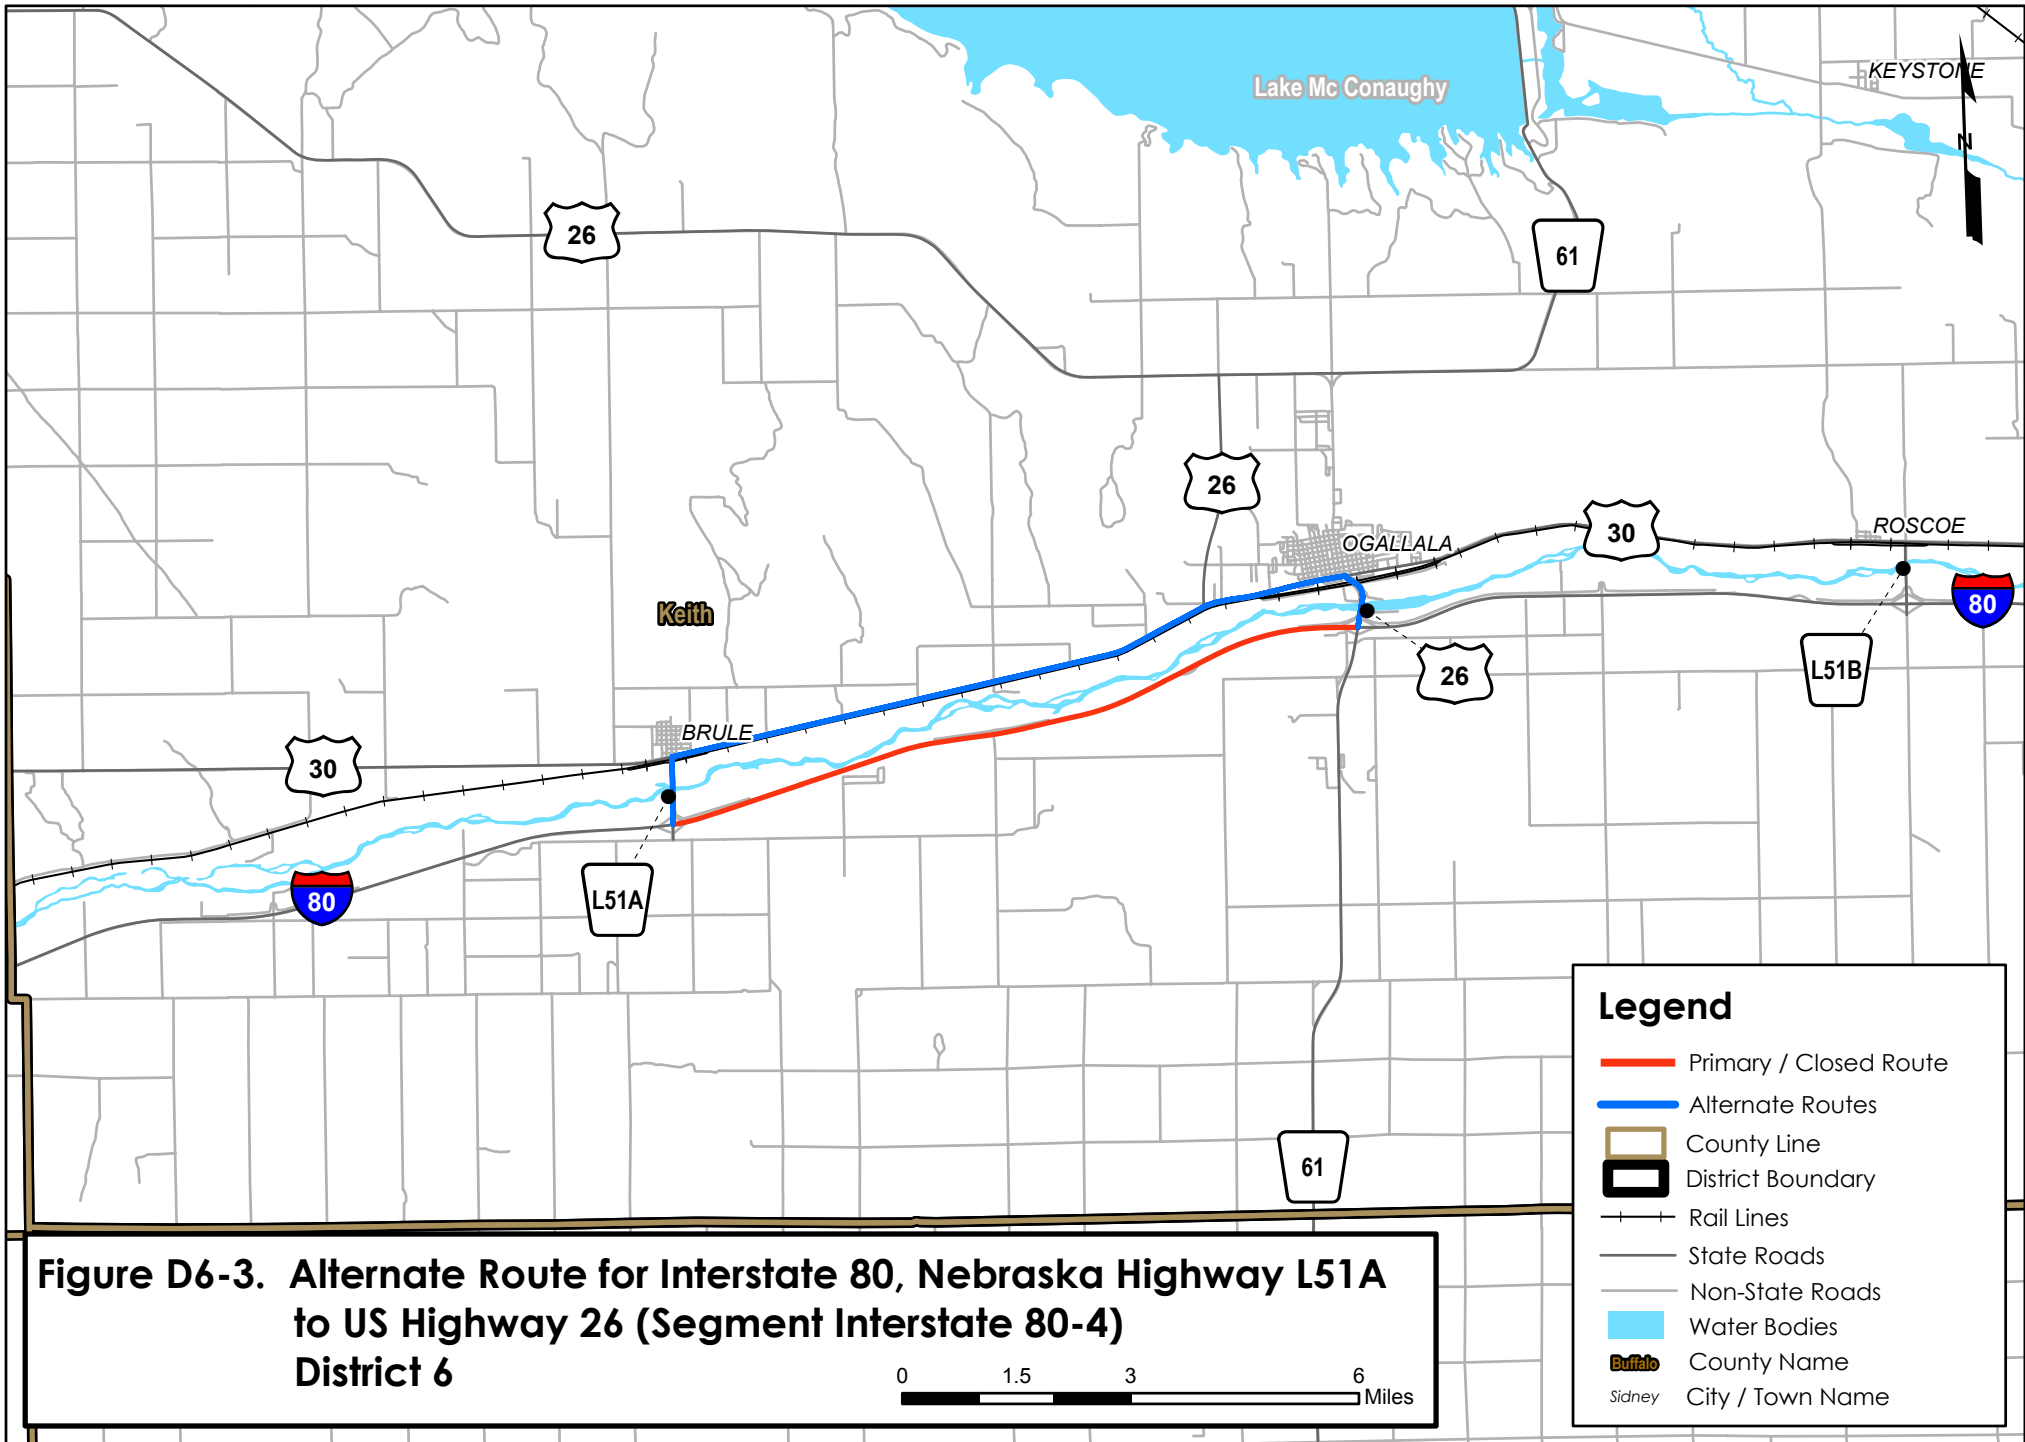 Lake Mc Conaughy
KEYSTONE
N
26
61
26
30
OGALLALA
ROSCOE
80
Keith
26
L51B
BRULE
30
80
L51A
61
Legend
Primary / Closed Route
Alternate Routes
County Line
District Boundary
Rail Lines
State Roads
Non-State Roads
Water Bodies
Buffalo County Name
Sidney City / Town Name
Figure D6-3. Alternate Route for Interstate 80, Nebraska Highway L51A
to US Highway 26 (Segment Interstate 80-4)
District 6
0 1.5 3 6
Miles